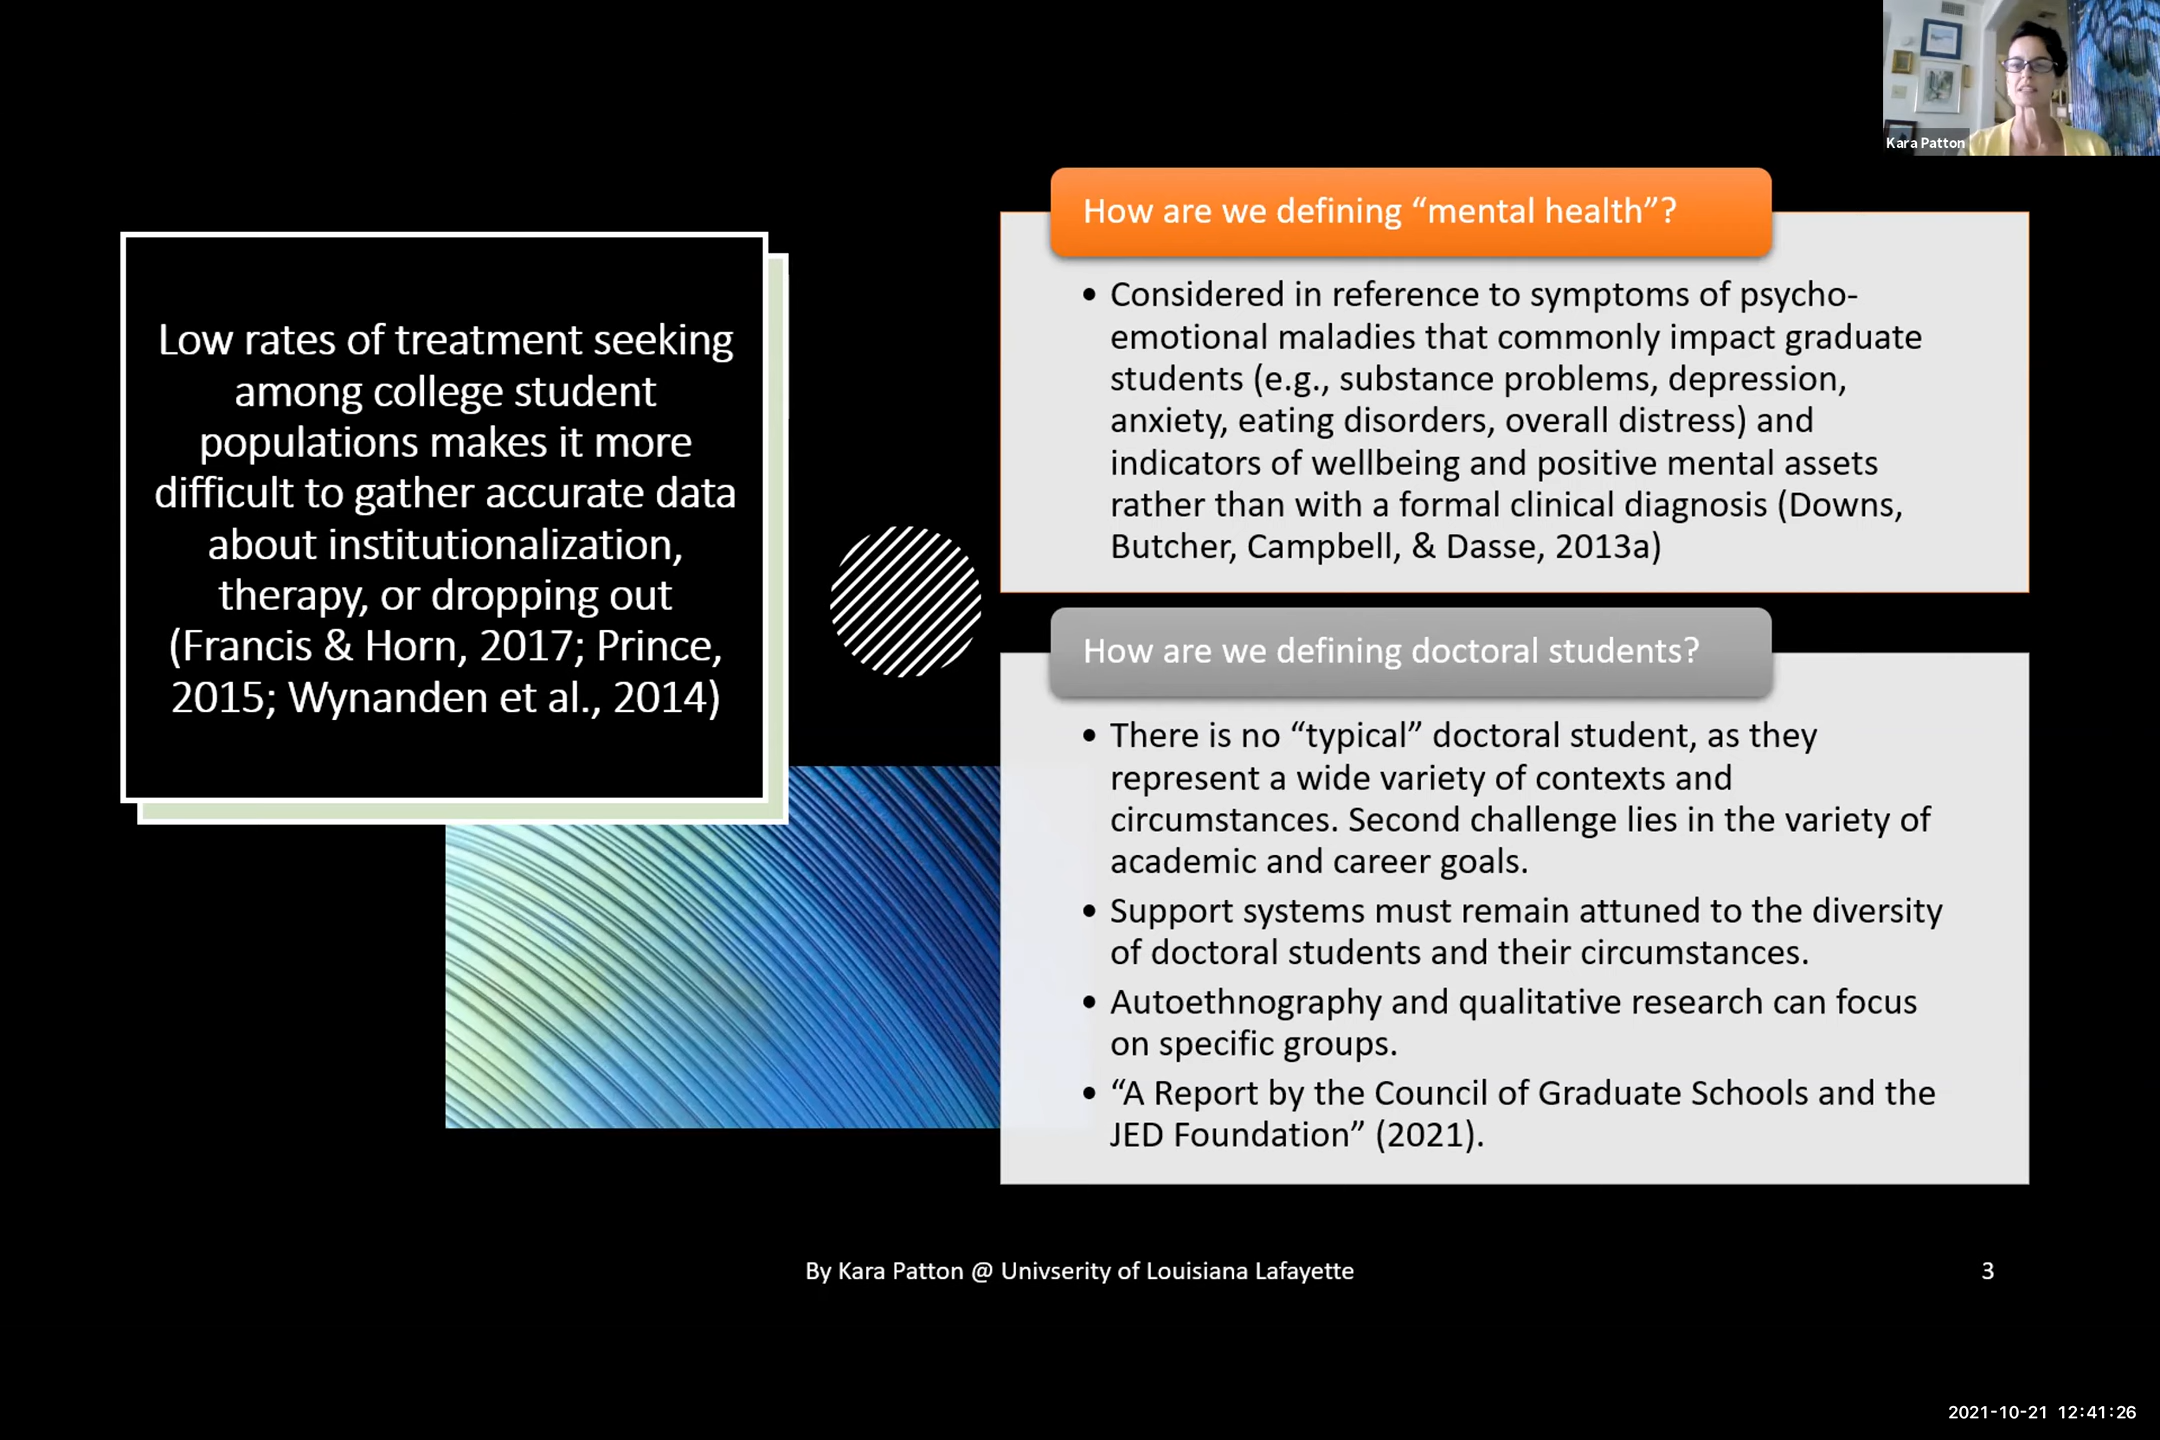 Kara Patton
Low rates of treatment seeking
among college student
populations makes it more
difficult to gather accurate data
about institutionalization,
therapy, or dropping out
(Francis & Horn, 2017; Prince,
2015; Wynanden et al., 2014)
How are we defining “mental health”?
• Considered in reference to symptoms of psycho-
emotional maladies that commonly impact graduate
students (e.g., substance problems, depression,
anxiety, eating disorders, overall distress) and
indicators of wellbeing and positive mental assets
rather than with a formal clinical diagnosis (Downs,
Butcher, Campbell, & Dasse, 2013a)
How are we defining doctoral students?
• There is no “typical” doctoral student, as they
represent a wide variety of contexts and
circumstances. Second challenge lies in the variety of
academic and career goals.
• Support systems must remain attuned to the diversity
of doctoral students and their circumstances.
• Autoethnography and qualitative research can focus
on specific groups.
• “A Report by the Council of Graduate Schools and the
JED Foundation” (2021).
By Kara Patton @ Univserity of Louisiana Lafayette
3
2021-10-21 12:41:26